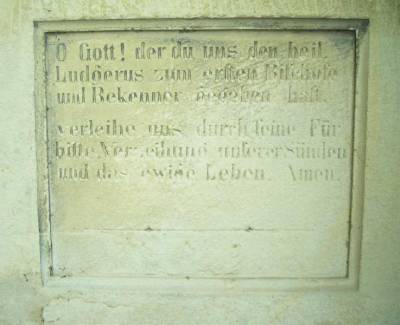 O Gott! der du uns den heil.
Ludgerus zum ersten Bischofe
und Bekenner gegeben hast.
verleihe uns durch seine Für
bitte Verzeihung unserer Sünden
und das ewige Leben. Amen.